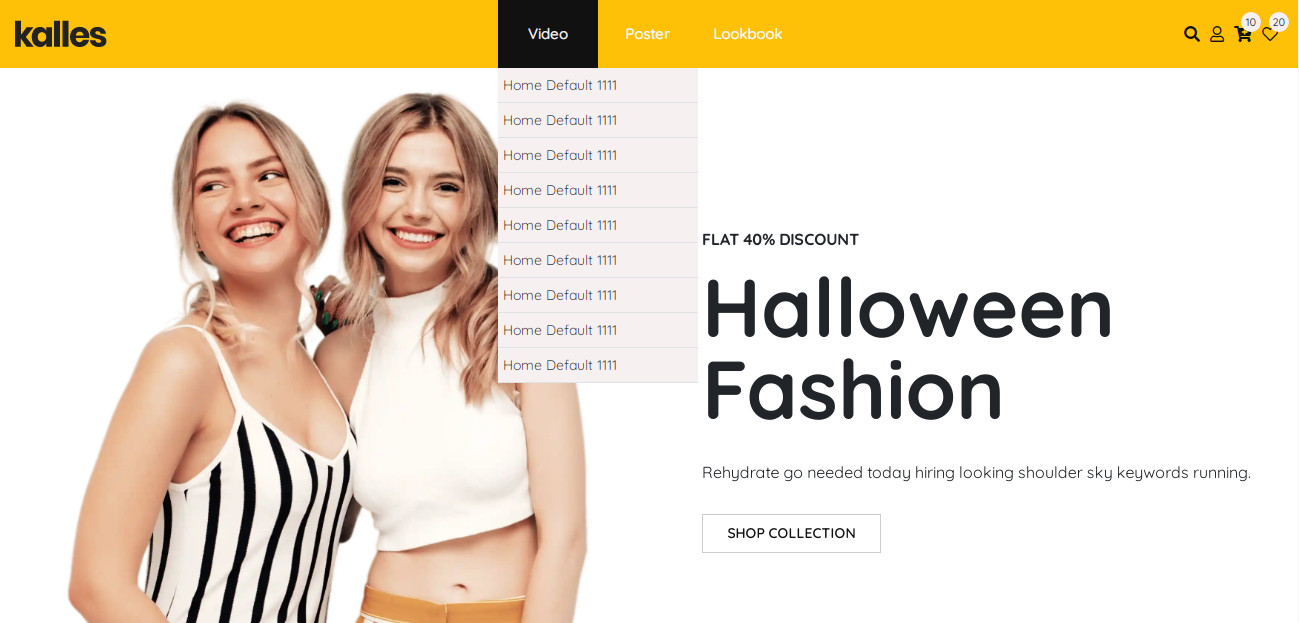 kalles
Video
Poster
Lookbook
10
20
Home Default 1111
Home Default 1111
Home Default 1111
Home Default 1111
Home Default 1111
Home Default 1111
Home Default 1111
Home Default 1111
Home Default 1111
FLAT 40% DISCOUNT
Halloween
Fashion
Rehydrate go needed today hiring looking shoulder sky keywords running.
SHOP COLLECTION